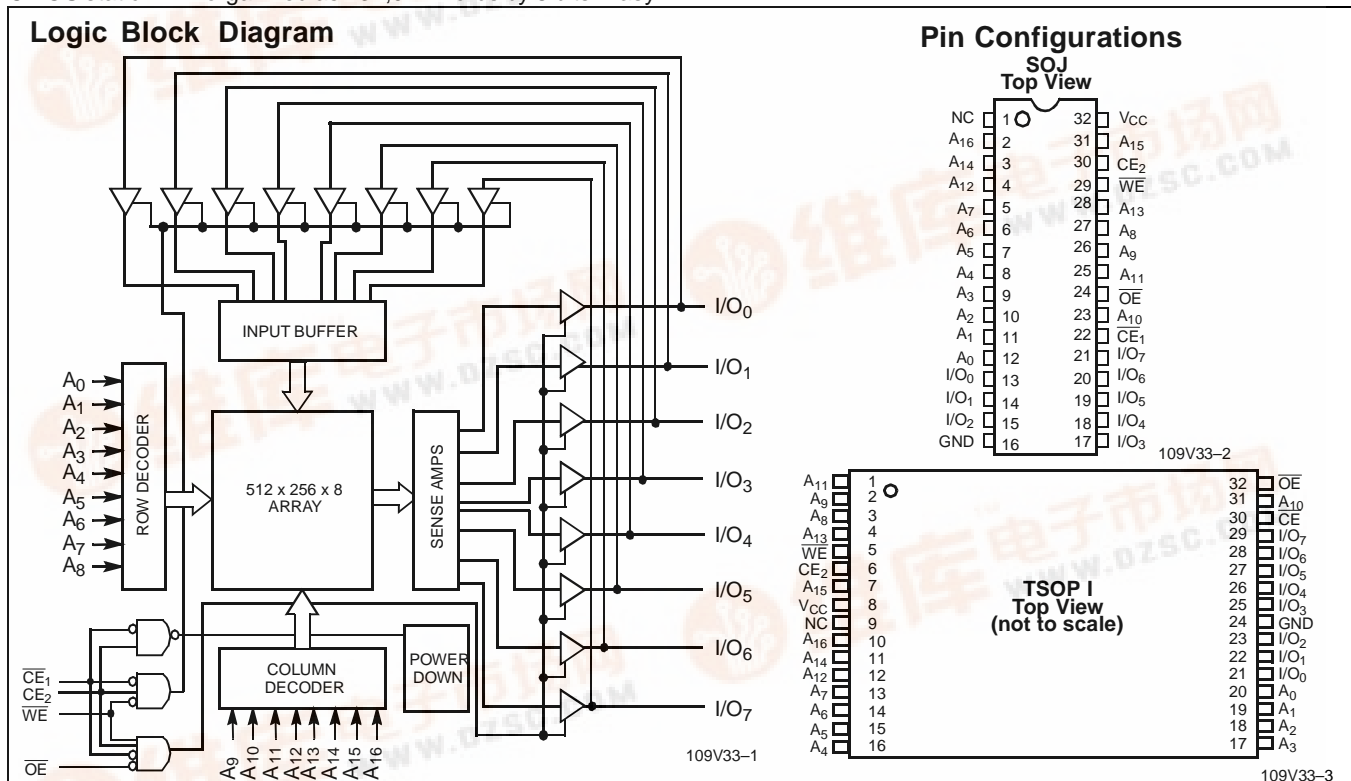 Logic Block Diagram
INPUT BUFFER
A0
A1
A2
A3
A4
A5
A6
A7
A8
ROW DECODER
512 x 256 x 8
ARRAY
SENSE AMPS
I/O0
I/O1
I/O2
I/O3
I/O4
I/O5
I/O6
I/O7
COLUMN
DECODER
POWER
DOWN
CE1
CE2
WE
OE
A9
A10
A11
A12
A13
A14
A15
A16
109V33–1
Pin Configurations
SOJ
Top View
NC 1 32 VCC
A16 2 31 A15
A14 3 30 CE2
A12 4 29 WE
A7 5 28 A13
A6 6 27 A8
A5 7 26 A9
A4 8 25 A11
A3 9 24 OE
A2 10 23 A10
A1 11 22 CE1
A0 12 21 I/O7
I/O0 13 20 I/O6
I/O1 14 19 I/O5
I/O2 15 18 I/O4
GND 16 17 I/O3
109V33–2
TSOP I
Top View
(not to scale)
A11 1 32 OE
A9 2 31 A10
A8 3 30 CE
A13 4 29 I/O7
WE 5 28 I/O6
CE2 6 27 I/O5
A15 7 26 I/O4
VCC 8 25 I/O3
NC 9 24 GND
A16 10 23 I/O2
A14 11 22 I/O1
A12 12 21 I/O0
A7 13 20 A0
A6 14 19 A1
A5 15 18 A2
A4 16 17 A3
109V33–3
维库电子市场网
WWW.DZSC.COM